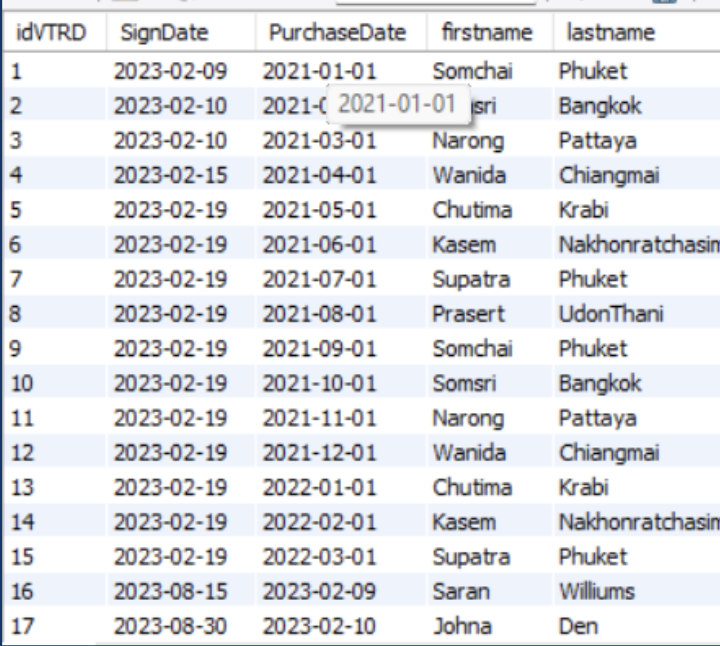 idVTRD SignDate PurchaseDate firstname lastname
1 2023-02-09 2021-01-01 Somchai Phuket
2021-01-01
2 2023-02-10 Bangkok
3 2023-02-10 2021-03-01 Narong Pattaya
4 2023-02-15 2021-04-01 Wanida Chiangmai
5 2023-02-19 2021-05-01 Chutima Krabi
6 2023-02-19 2021-06-01 Kasem Nakhonratchasim
7 2023-02-19 2021-07-01 Supatra Phuket
8 2023-02-19 2021-08-01 Prasert UdonThani
9 2023-02-19 2021-09-01 Somchai Phuket
10 2023-02-19 2021-10-01 Somsri Bangkok
11 2023-02-19 2021-11-01 Narong Pattaya
12 2023-02-19 2021-12-01 Wanida Chiangmai
13 2023-02-19 2022-01-01 Chutima Krabi
14 2023-02-19 2022-02-01 Kasem Nakhonratchasim
15 2023-02-19 2022-03-01 Supatra Phuket
16 2023-08-15 2023-02-09 Saran Williums
17 2023-08-30 2023-02-10 Johna Den